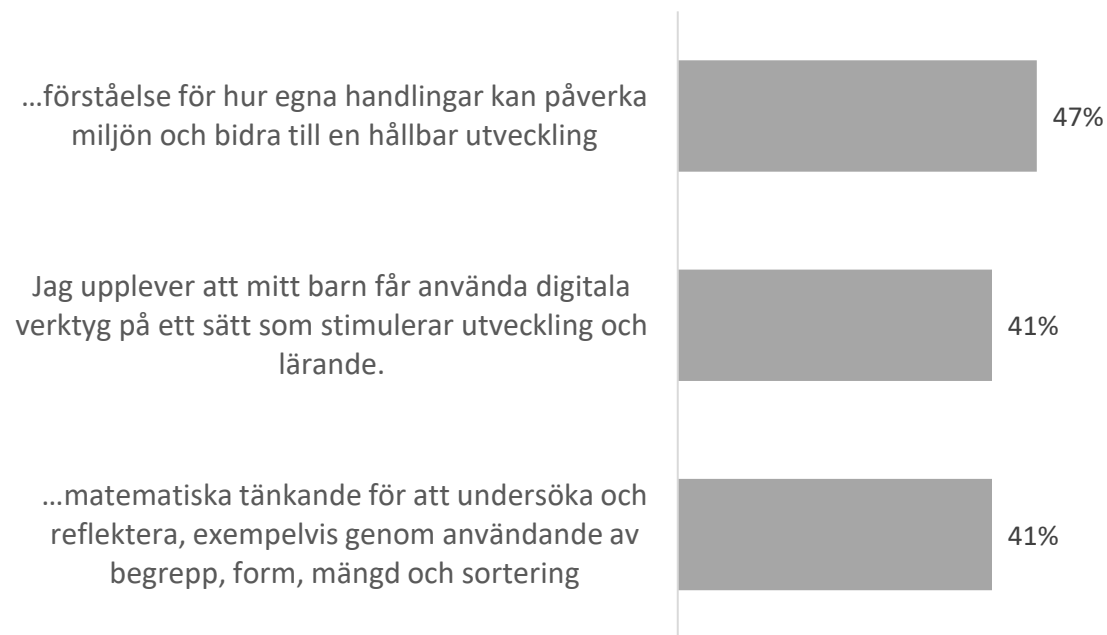 …förståelse för hur egna handlingar kan påverka
miljön och bidra till en hållbar utveckling
47%
Jag upplever att mitt barn får använda digitala
verktyg på ett sätt som stimulerar utveckling och
lärande.
41%
…matematiska tänkande för att undersöka och
reflektera, exempelvis genom användande av
begrepp, form, mängd och sortering
41%